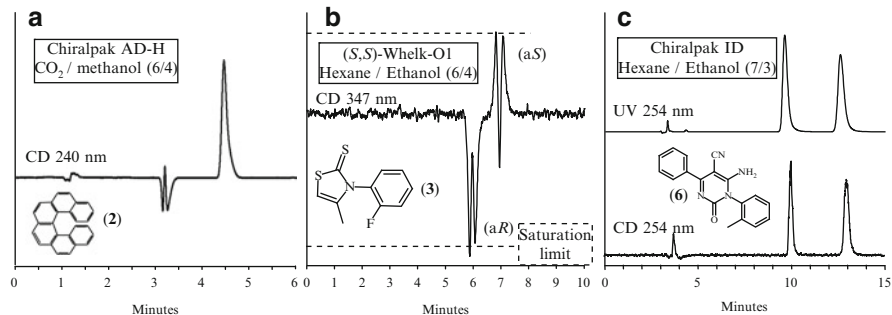 a
Chiralpak AD-H
CO2 / methanol (6/4)
CD 240 nm
(2)
0 1 2 3 4 5 6
Minutes
b
(S,S)-Whelk-O1
Hexane / Ethanol (6/4)
(aS)
CD 347 nm
S
S
N
F
(3)
(aR)
Saturation
limit
0 1 2 3 4 5 6 7 8 9 10
Minutes
c
Chiralpak ID
Hexane / Ethanol (7/3)
UV 254 nm
CN
NH2
(6)
N
N
O
CD 254
0 5 10 15
Minutes